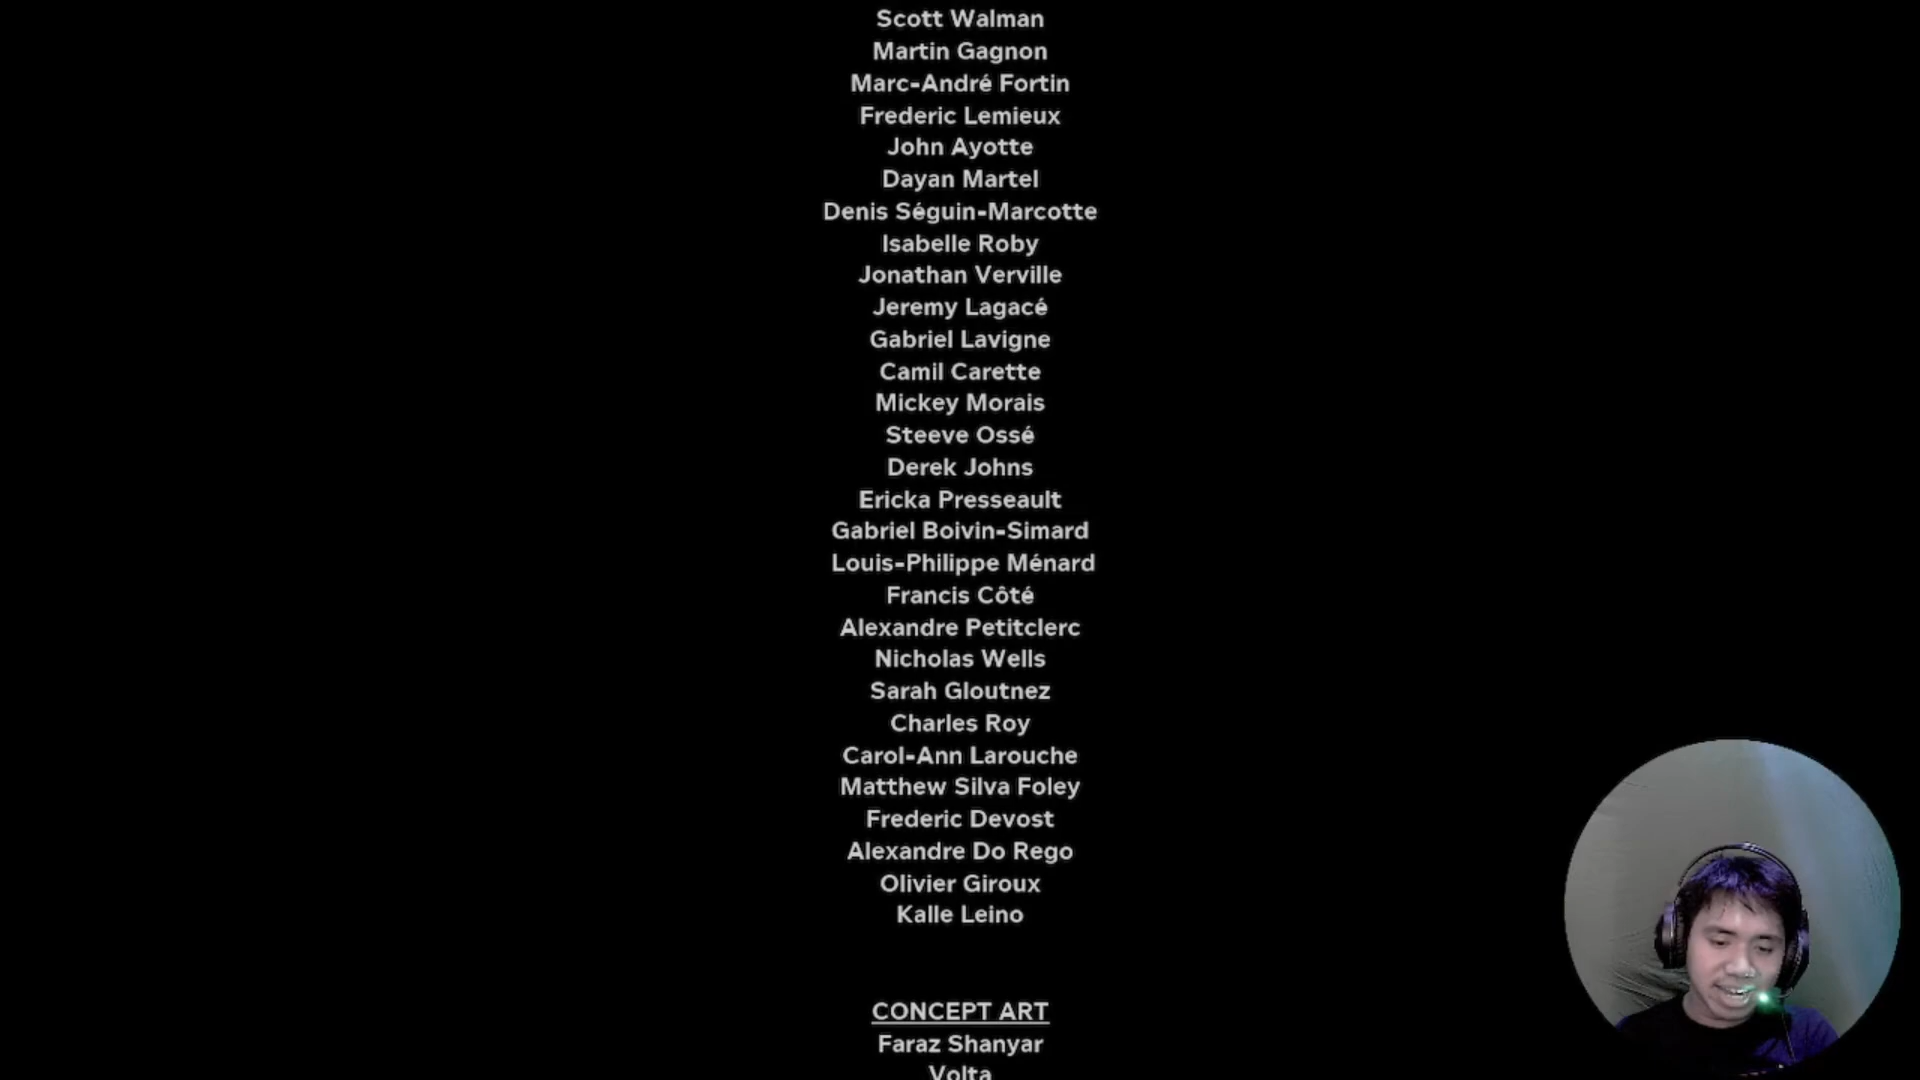 Scott Walman
Martin Gagnon
Marc-André Fortin
Frederic Lemieux
John Ayotte
Dayan Martel
Denis Séguin-Marcotte
Isabelle Roby
Jonathan Verville
Jeremy Lagacé
Gabriel Lavigne
Camil Carette
Mickey Morais
Steeve Ossé
Derek Johns
Ericka Presseault
Gabriel Boivin-Simard
Louis-Philippe Ménard
Francis Côté
Alexandre Petitclerc
Nicholas Wells
Sarah Gloutnez
Charles Roy
Carol-Ann Larouche
Matthew Silva Foley
Frederic Devost
Alexandre Do Rego
Olivier Giroux
Kalle Leino
CONCEPT ART
Faraz Shanyar
Volta